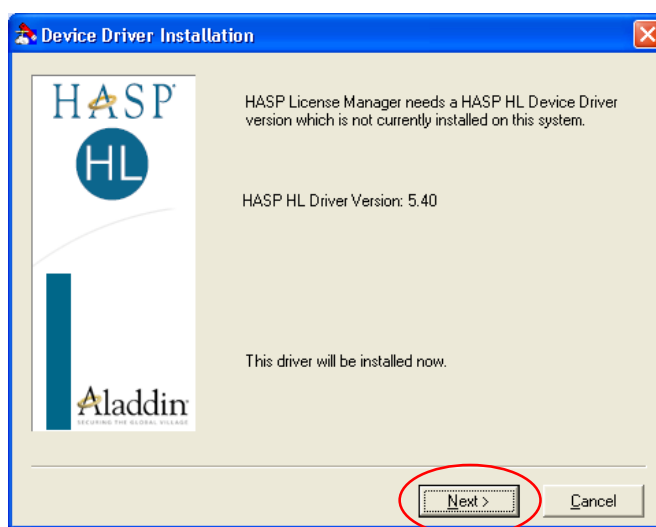 Device Driver Installation
HASP
HL
HASP License Manager needs a HASP HL Device Driver
version which is not currently installed on this system.
HASP HL Driver Version: 5.40
This driver will be installed now.
Aladdin
SECURING THE GLOBAL VILLAGE
Next >
Cancel